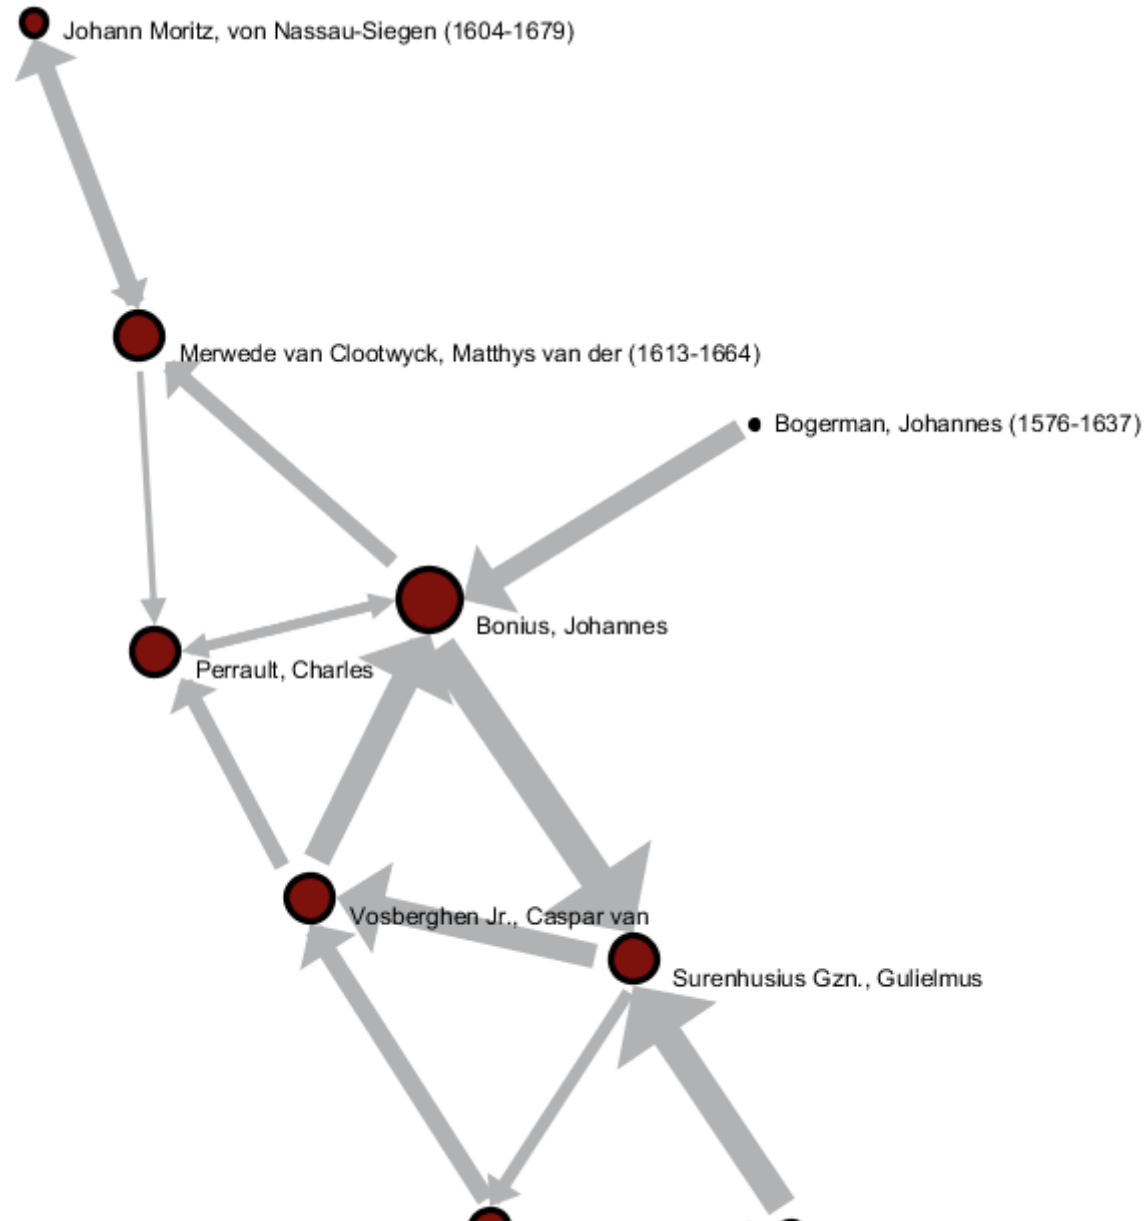 Johann Moritz, von Nassau-Siegen (1604-1679)
Merwede van Clootwyck, Matthys van der (1613-1664)
Bogerman, Johannes (1576-1637)
Bonius, Johannes
Perrault, Charles
Vosberghen Jr., Caspar van
Surenhusius Gzn., Gulielmus